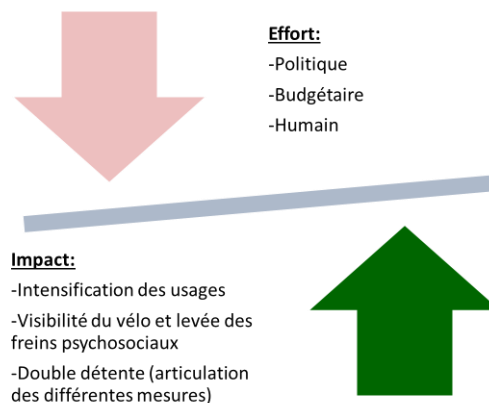 Effort:
-Politique
-Budgétaire
-Humain
Impact:
-Intensification des usages
-Visibilité du vélo et levée des
freins psychosociaux
-Double détente (articulation
des différentes mesures)